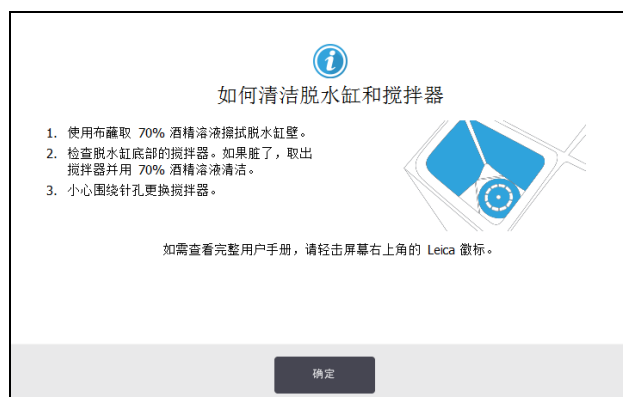 如何清洁脱水缸和搅拌器
1. 使用布蘸取 70% 酒精溶液擦拭脱水缸壁。
2. 检查脱水缸底部的搅拌器。如果脏了，取出
搅拌器并用 70% 酒精溶液清洁。
3. 小心围绕针孔更换搅拌器。
如需查看完整用户手册，请轻击屏幕右上角的 Leica 徽标。
确定